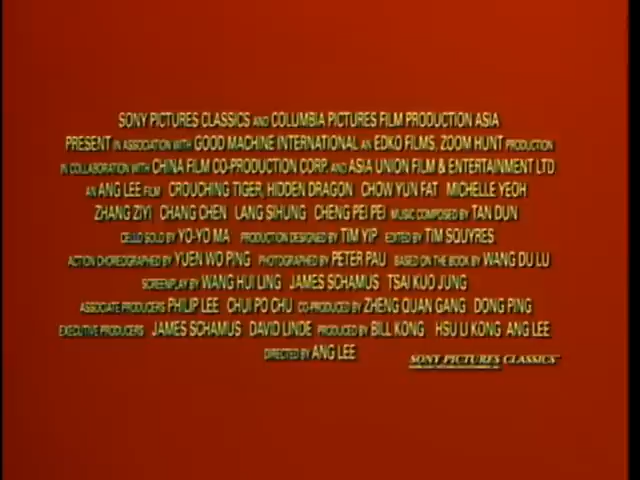 SONY PICTURES CLASSICS AND COLUMBIA PICTURES FILM PRODUCTION ASIA
PRESENT IN ASSOCIATION WITH GOOD MACHINE INTERNATIONAL AN EDKO FILMS, ZOOM HUNT PRODUCTION
IN COLLABORATION WITH CHINA FILM CO-PRODUCTION CORP. AND ASIA UNION FILM & ENTERTAINMENT LTD
AN ANG LEE FILM CROUCHING TIGER, HIDDEN DRAGON CHOW YUN FAT MICHELLE YEOH
ZHANG ZIYI CHANG CHEN LANG SIHUNG CHENG PEI PEI MUSIC COMPOSED BY TAN DUN
CELLO SOLO BY YO-YO MA PRODUCTION DESIGNED BY TIM YIP EDITED BY TIM SQUYRES
ACTION CHOREOGRAPHED BY YUEN WO PING PHOTOGRAPHED BY PETER PAU BASED ON THE BOOK BY WANG DU LU
SCREENPLAY BY WANG HUI LING JAMES SCHAMUS TSAI KUO JUNG
ASSOCIATE PRODUCERS PHILIP LEE CHUI PO CHU CO-PRODUCED BY ZHENG QUAN GANG DONG PING
EXECUTIVE PRODUCERS JAMES SCHAMUS DAVID LINDE PRODUCED BY BILL KONG HSU LI KONG ANG LEE
DIRECTED BY ANG LEE
SONY PICTURES CLASSICS